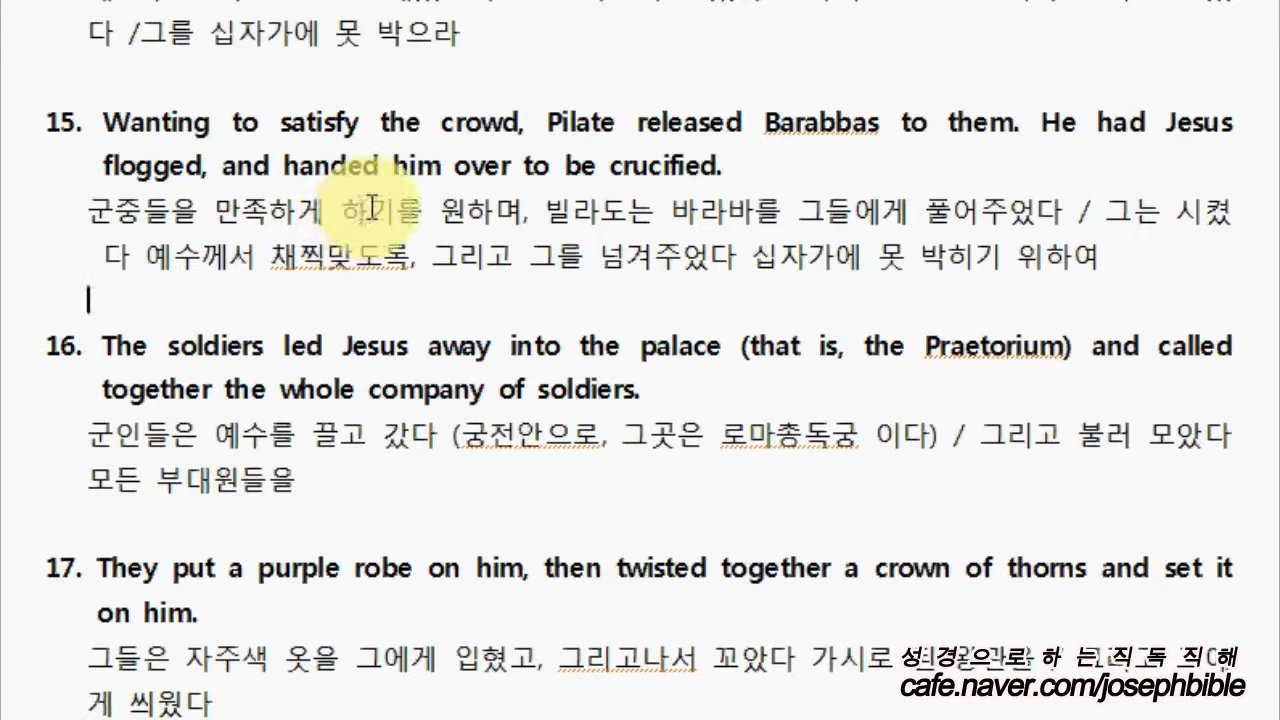 다 /그를 십자가에 못 박으라
15. Wanting to satisfy the crowd, Pilate released Barabbas to them. He had Jesus
flogged, and handed him over to be crucified.
군중들을 만족하게 하기를 원하며, 빌라도는 바라바를 그들에게 풀어주었다 / 그는 시켰
다 예수께서 채찍맞도록, 그리고 그를 넘겨주었다 십자가에 못 박히기 위하여
16. The soldiers led Jesus away into the palace (that is, the Praetorium) and called
together the whole company of soldiers.
군인들은 예수를 끌고 갔다 (궁전안으로, 그곳은 로마총독궁 이다) / 그리고 불러 모았다
모든 부대원들을
17. They put a purple robe on him, then twisted together a crown of thorns and set it
on him.
그들은 자주색 옷을 그에게 입혔고, 그리고나서 꼬았다 가시로
게 씌웠다
성경으로 하는 직독직해
cafe.naver.com/josephbible